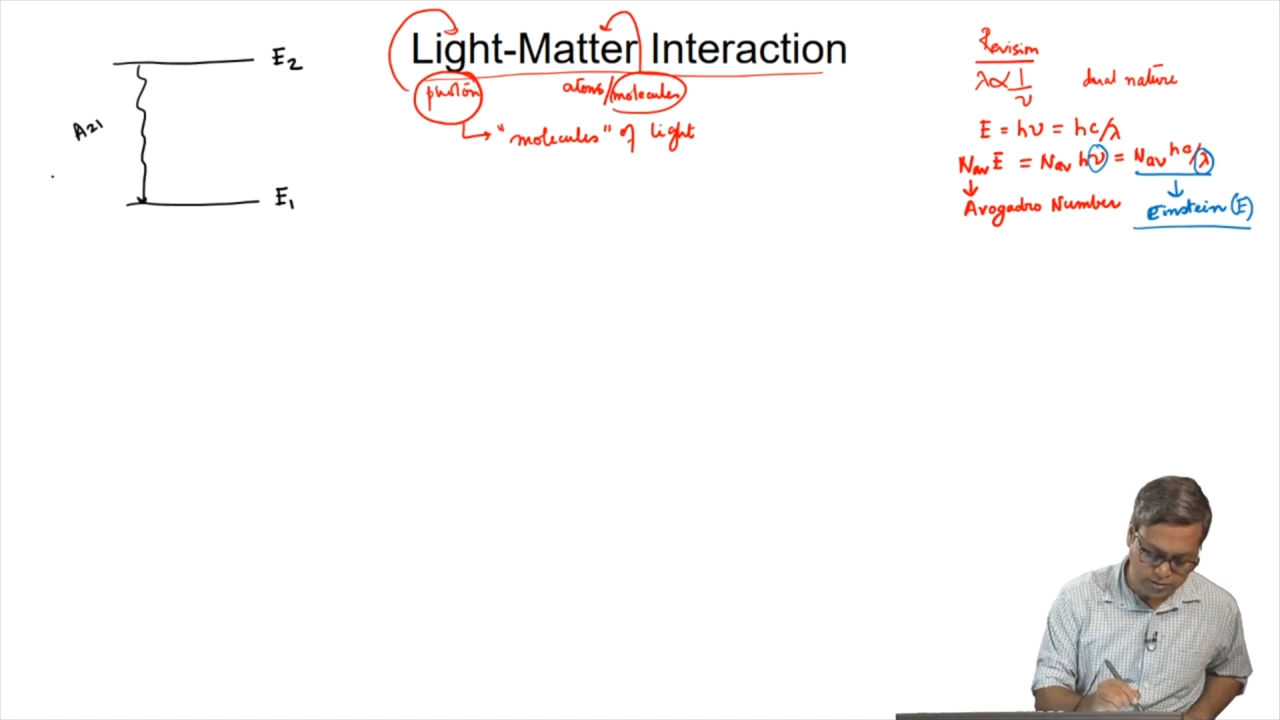 Light-Matter Interaction
E₂
A₂₁
E₁
photon
atoms/molecules
"molecules" of light
Revision
λ ∝ 1/ν dual nature
E = hν = hc/λ
Nav E = Nav hν = Nav hc/λ
Avogadro Number
Einstein (E)